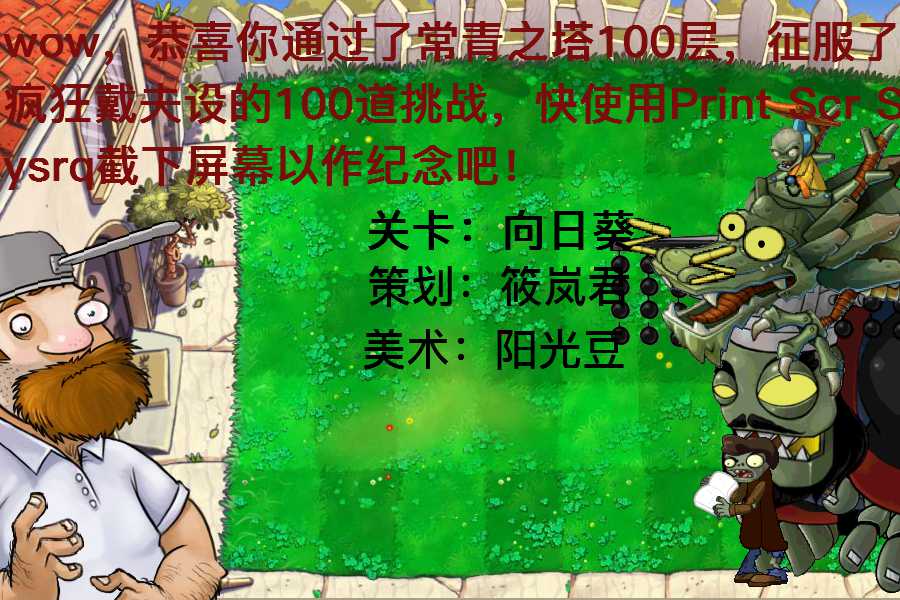 wow，恭喜你通过了常青之塔100层，征服了
疯狂戴夫设的100道挑战，快使用Print Scr S
ysrq截下屏幕以作纪念吧！
关卡：向日葵
策划：筱岚君
美术：阳光豆